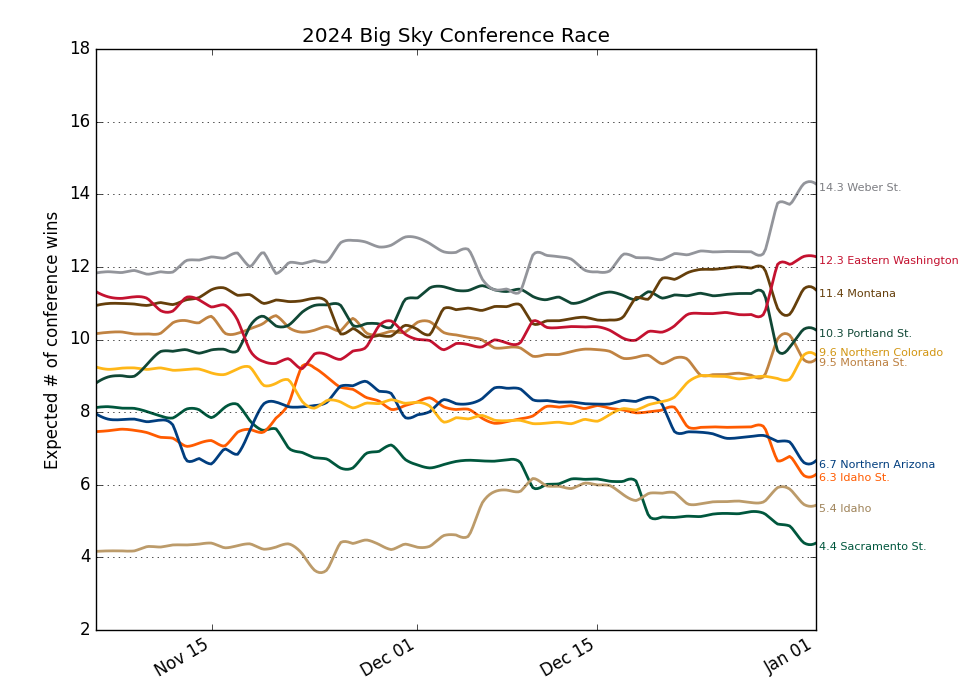 2024 Big Sky Conference Race
Expected # of conference wins
18
16
14
12
10
8
6
4
2
Nov 15
Dec 01
Dec 15
Jan 01
14.3 Weber St.
12.3 Eastern Washington
11.4 Montana
10.3 Portland St.
9.6 Northern Colorado
9.5 Montana St.
6.7 Northern Arizona
6.3 Idaho St.
5.4 Idaho
4.4 Sacramento St.